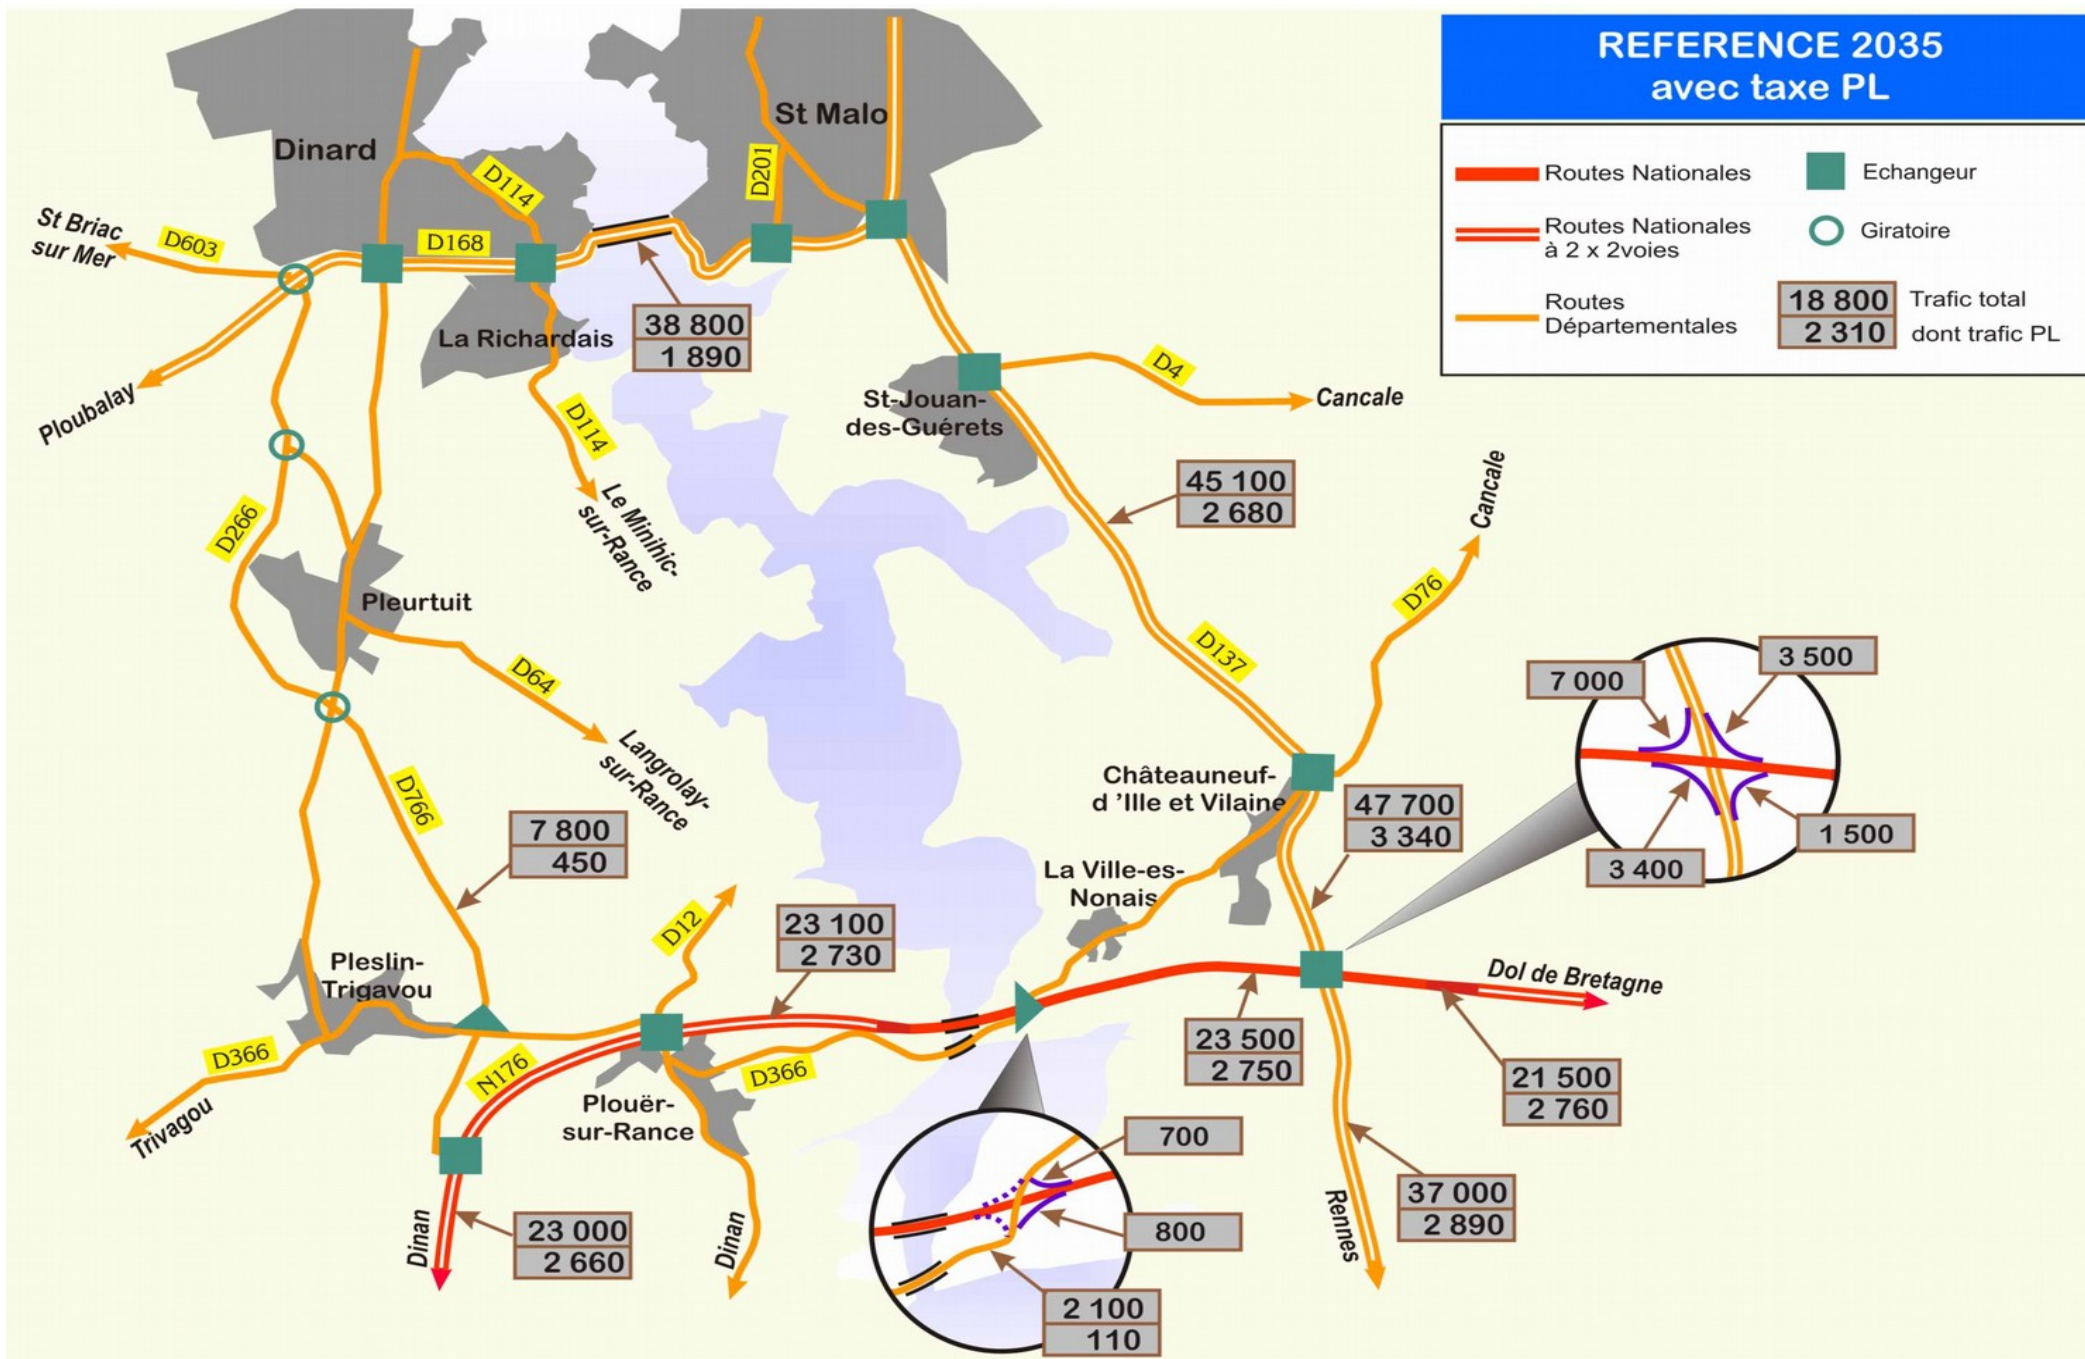 REFERENCE 2035
avec taxe PL
Routes Nationales
Echangeur
Routes Nationales
à 2 x 2voies
Giratoire
Routes
Départementales
18 800
2 310
Trafic total
dont trafic PL
St Malo
Dinard
D114
D201
St Briac
sur Mer
D603
D168
La Richardais
38 800
1 890
Ploubalay
D4
Cancale
St-Jouan-
des-Guérets
D114
Le Minihic-
sur-Rance
45 100
2 680
Cancale
D266
D76
Pleurtuit
D137
D64
Langrolay-
sur-Rance
7 000
3 500
3 400
1 500
D766
7 800
450
Châteauneuf-
d 'Ille et Vilaine
47 700
3 340
La Ville-es-
Nonais
D12
23 100
2 730
Pleslin-
Trigavou
Dol de Bretagne
D366
N176
D366
23 500
2 750
21 500
2 760
Trivagou
Plouër-
sur-Rance
700
800
2 100
110
Dinan
23 000
2 660
Dinan
Rennes
37 000
2 890